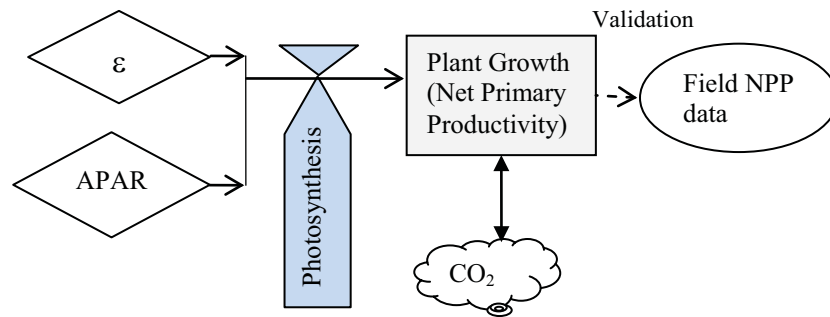 Validation
ε
Plant Growth
(Net Primary
Productivity)
Field NPP
data
APAR
Photosynthesis
CO₂